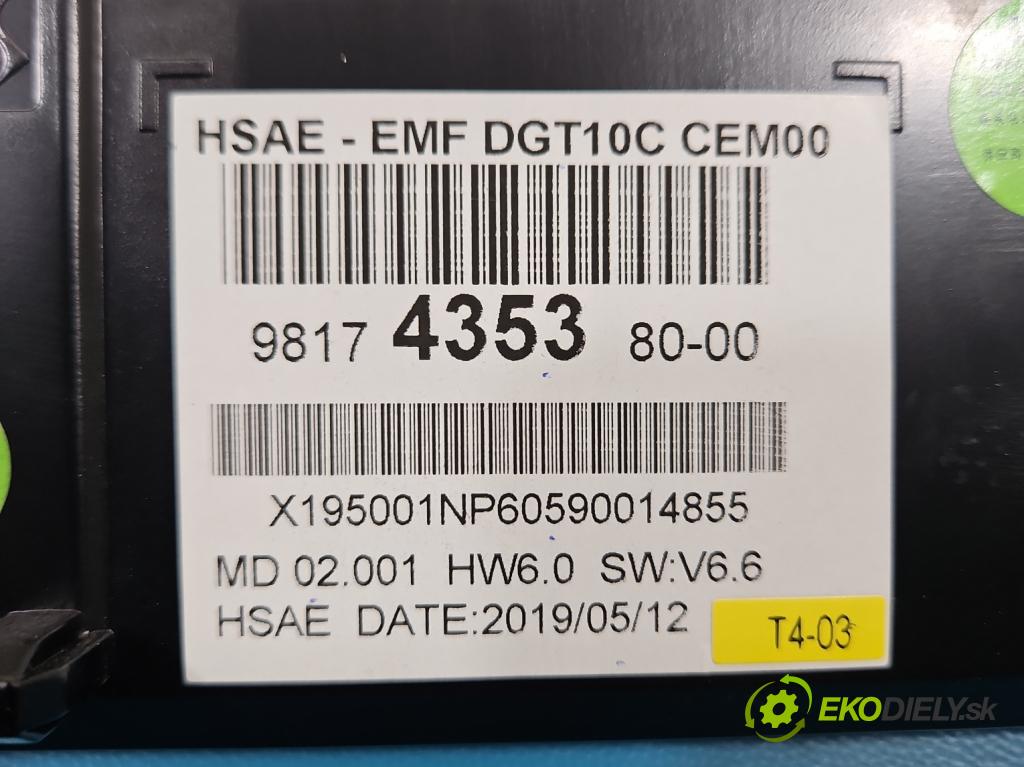 HSAE - EMF DGT10C CEM00
9817 4353 80-00
X195001NP60590014855
MD 02.001 HW6.0 SW:V6.6
HSAE DATE:2019/05/12
T4-03
EKODIELY.sk